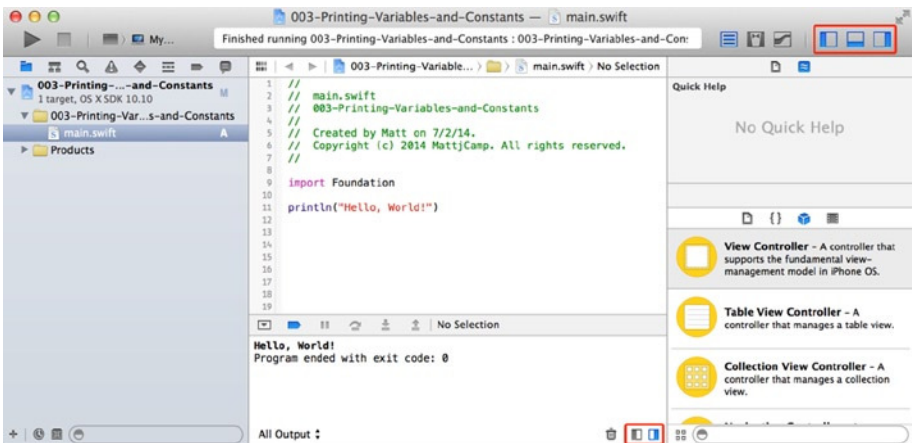 003-Printing-Variables-and-Constants — main.swift
My...
Finished running 003-Printing-Variables-and-Constants : 003-Printing-Variables-and-Con:
003-Printing-...-and-Constants M
1 target, OS X SDK 10.10
003-Printing-Var...s-and-Constants
main.swift A
Products
003-Printing-Variable... main.swift No Selection
1 //
2 // main.swift
3 // 003-Printing-Variables-and-Constants
4 //
5 // Created by Matt on 7/2/14.
6 // Copyright (c) 2014 MattjCamp. All rights reserved.
7 //
8
9 import Foundation
10
11 println("Hello, World!")
12
13
14
15
16
17
18
19
No Selection
Hello, World!
Program ended with exit code: 0
All Output
Quick Help
No Quick Help
{}
View Controller - A controller that
supports the fundamental view-
management model in iPhone OS.
Table View Controller - A
controller that manages a table view.
Collection View Controller - A
controller that manages a collection
view.